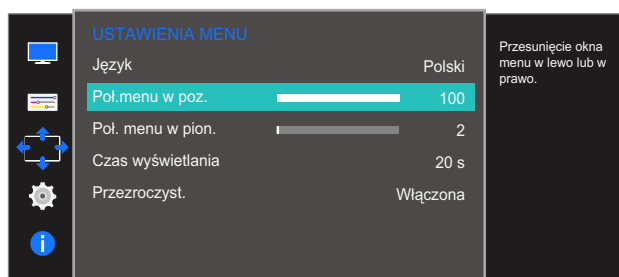 USTAWIENIA MENU
Język Polski
Poł.menu w poz. 100
Poł. menu w pion. 2
Czas wyświetlania 20 s
Przezroczyst. Włączona
Przesunięcie okna
menu w lewo lub w
prawo.